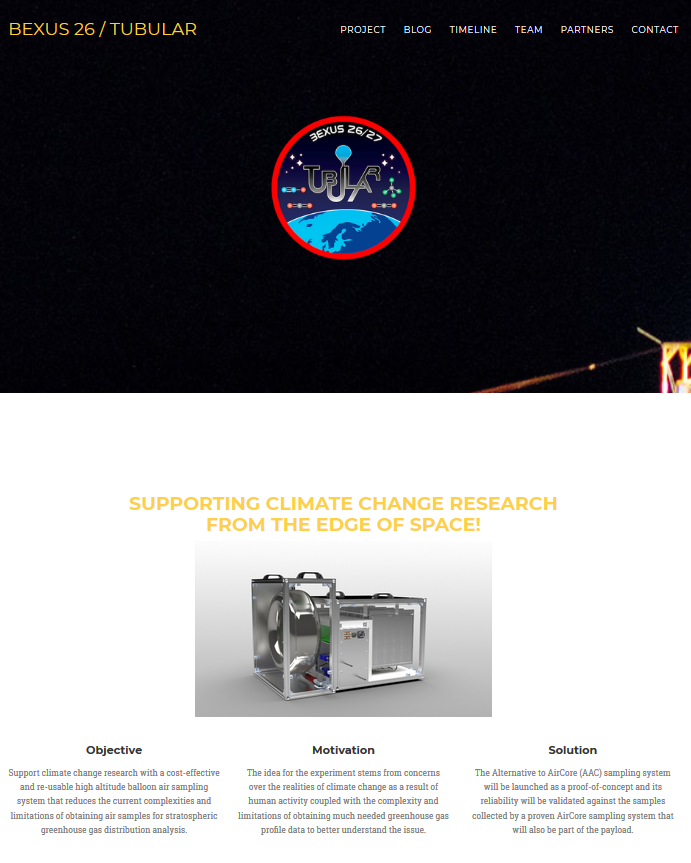 BEXUS 26 / TUBULAR
PROJECT BLOG TIMELINE TEAM PARTNERS CONTACT
BEXUS 26/27
TUBULAR
SUPPORTING CLIMATE CHANGE RESEARCH
FROM THE EDGE OF SPACE!
Objective
Support climate change research with a cost-effective
and re-usable high altitude balloon air sampling
system that reduces the current complexities and
limitations of obtaining air samples for stratospheric
greenhouse gas distribution analysis.
Motivation
The idea for the experiment stems from concerns
over the realities of climate change as a result of
human activity coupled with the complexity and
limitations of obtaining much needed greenhouse gas
profile data to better understand the issue.
Solution
The Alternative to AirCore (AAC) sampling system
will be launched as a proof-of-concept and its
reliability will be validated against the samples
collected by a proven AirCore sampling system that
will also be part of the payload.